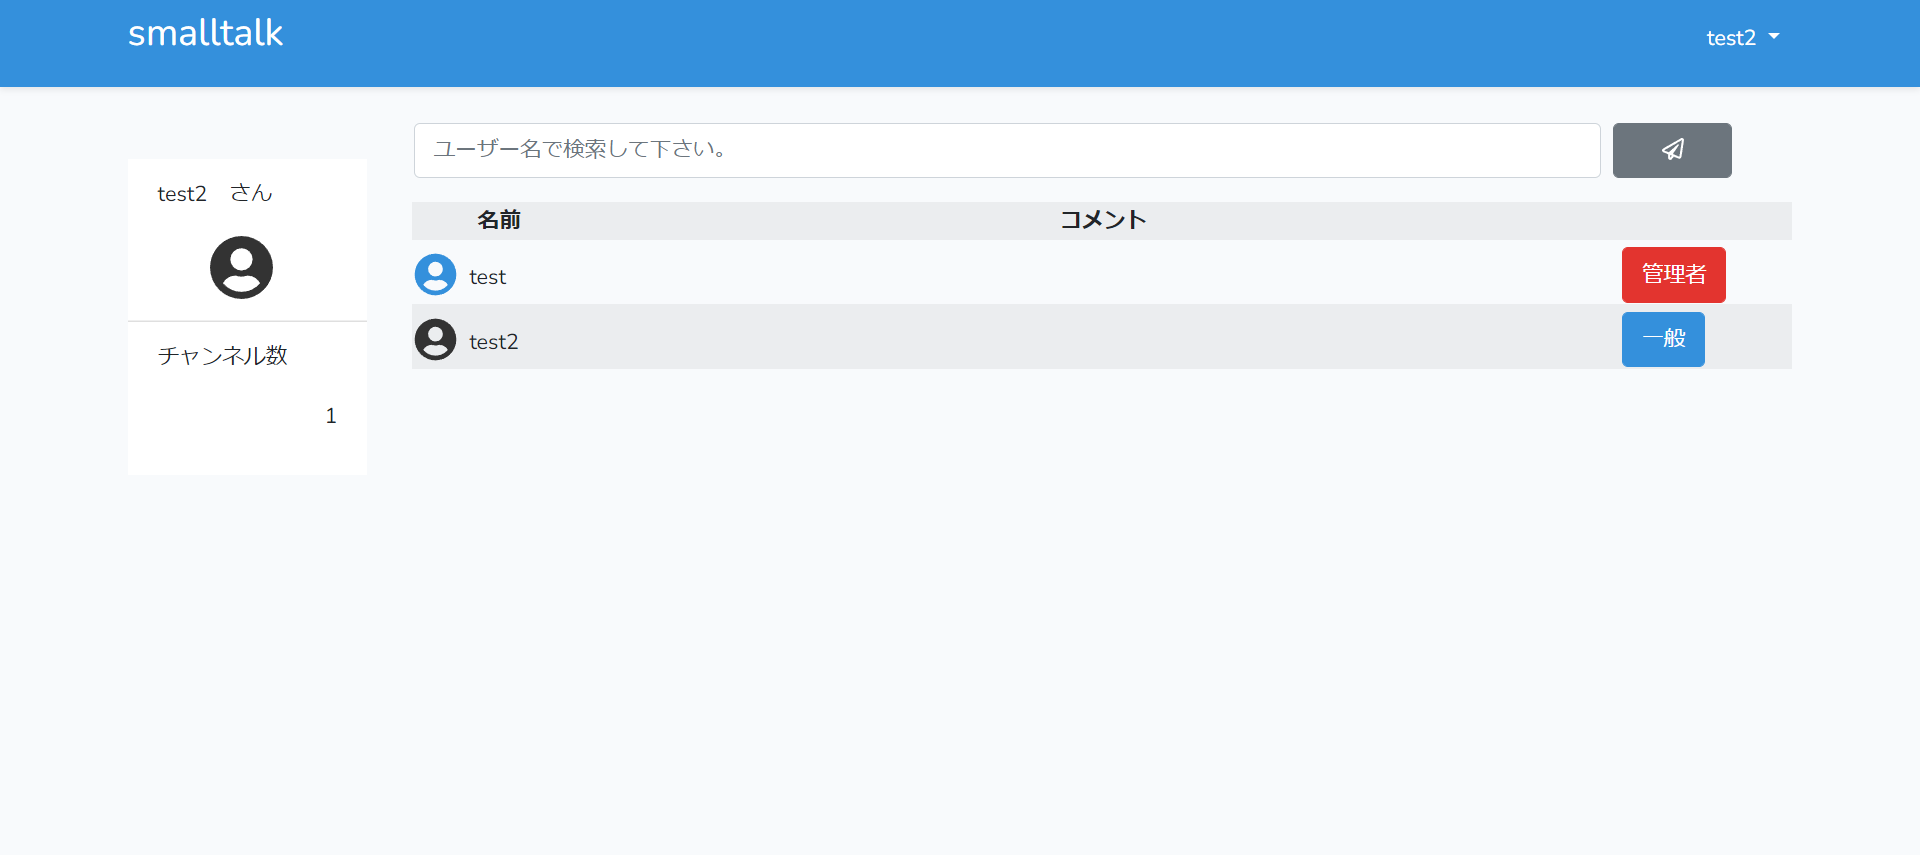 smalltalk
test2
test2　さん
チャンネル数
1
ユーザー名で検索して下さい。
名前 コメント
test 管理者
test2 一般